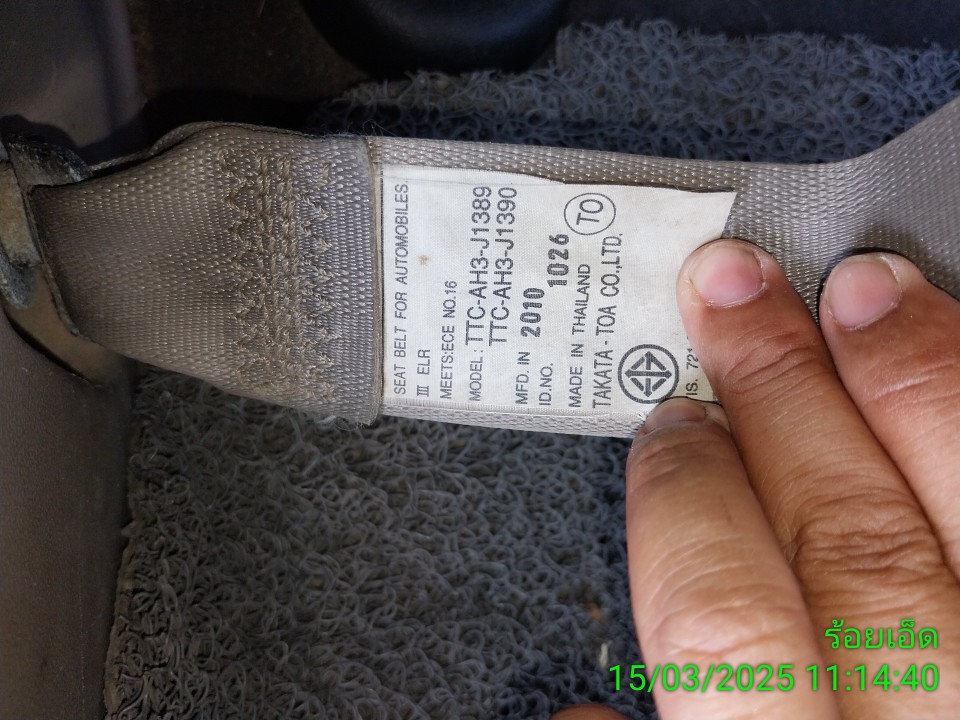 SEAT BELT FOR AUTOMOBILES.
III ELR
MEETS:ECE NO.16
MODEL : TTC-AH3-J1389
TTC-AH3-J1390
MFD. IN 2010
ID.NO. 1026
MADE IN THAILAND TO
TAKATA - TOA CO.,LTD.
IS. 721
ร้อยเอ็ด
15/03/2025 11:14:40